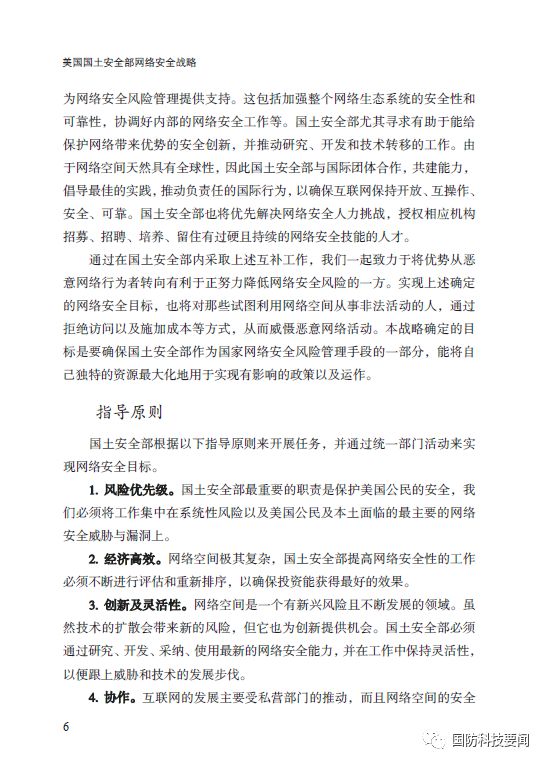 美国国土安全部网络安全战略
为网络安全风险管理提供支持。这包括加强整个网络生态系统的安全性和
可靠性，协调好内部的网络安全工作等。国土安全部尤其寻求有助于能给
保护网络带来优势的安全创新，并推动研究、开发和技术转移的工作。由
于网络空间天然具有全球性，因此国土安全部与国际团体合作，共建能力，
倡导最佳的实践，推动负责任的国际行为，以确保互联网保持开放、互操作、
安全、可靠。国土安全部也将优先解决网络安全人力挑战，授权相应机构
招募、招聘、培养、留住有过硬且持续的网络安全技能的人才。
通过在国土安全部内采取上述互补工作，我们一起致力于将优势从恶
意网络行为者转向有利于正努力降低网络安全风险的一方。实现上述确定
的网络安全目标，也将对那些试图利用网络空间从事非法活动的人，通过
拒绝访问以及施加成本等方式，从而威慑恶意网络活动。本战略确定的目
标是要确保国土安全部作为国家网络安全风险管理手段的一部分，能将自
己独特的资源最大化地用于实现有影响的政策以及运作。
指导原则
国土安全部根据以下指导原则来开展任务，并通过统一部门活动来实
现网络安全目标。
1. 风险优先级。国土安全部最重要的职责是保护美国公民的安全，我
们必须将工作集中在系统性风险以及美国公民及本土面临的最主要的网络
安全威胁与漏洞上。
2. 经济高效。网络空间极其复杂，国土安全部提高网络安全性的工作
必须不断进行评估和重新排序，以确保投资能获得最好的效果。
3. 创新及灵活性。网络空间是一个有新兴风险且不断发展的领域。虽
然技术的扩散会带来新的风险，但它也为创新提供机会。国土安全部必须
通过研究、开发、采纳、使用最新的网络安全能力，并在工作中保持灵活性，
以便跟上威胁和技术的发展步伐。
4. 协作。互联网的发展主要受私营部门的推动，而且网络空间的安全
6
国防科技要闻